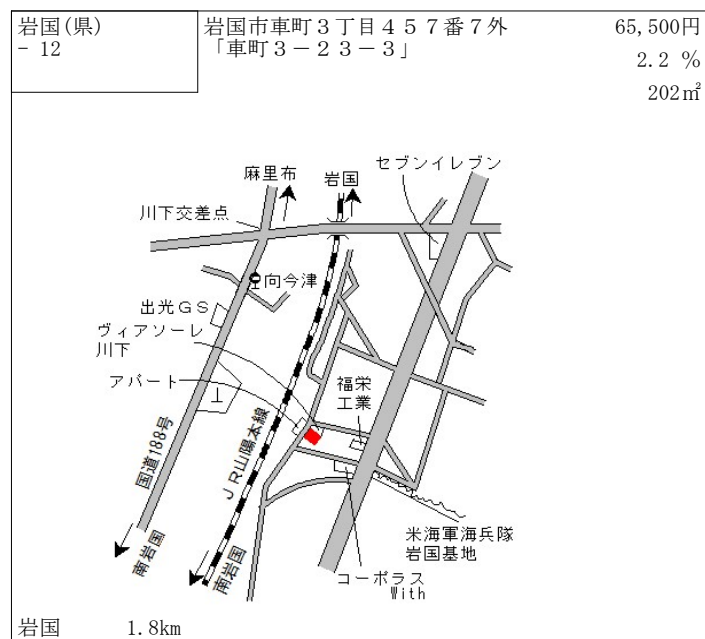 岩国(県)
- 12
岩国市車町３丁目４５７番７外
「車町３－２３－３」
65,500円
2.2 %
202㎡
麻里布
岩国
セブンイレブン
川下交差点
向今津
出光ＧＳ
ヴィアソーレ
川下
アパート
福栄
工業
国道188号
ＪＲ山陽本線
南岩国
南岩国
米海軍海兵隊
岩国基地
コーポラス
With
岩国 1.8km